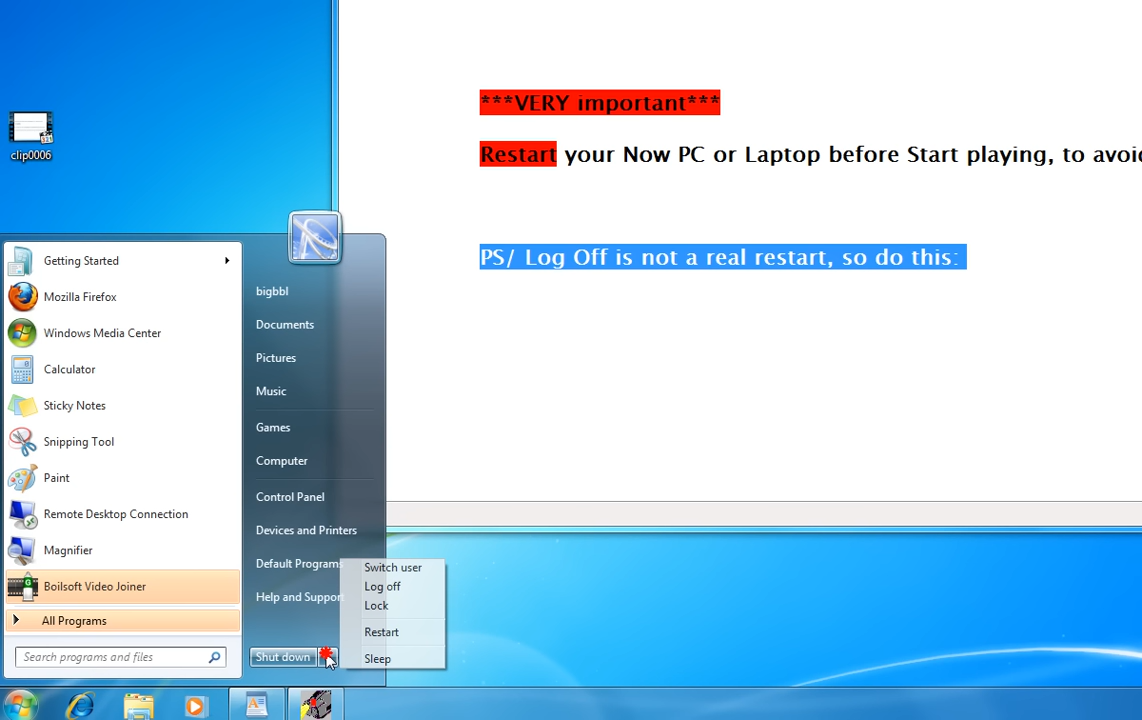 ***VERY important***
Restart your Now PC or Laptop before Start playing, to avoid
PS/ Log Off is not a real restart, so do this:
clip0006
Getting Started
Mozilla Firefox
Windows Media Center
Calculator
Sticky Notes
Snipping Tool
Paint
Remote Desktop Connection
Magnifier
Boilsoft Video Joiner
All Programs
Search programs and files
bigbbl
Documents
Pictures
Music
Games
Computer
Control Panel
Devices and Printers
Default Programs
Help and Support
Shut down
Switch user
Log off
Lock
Restart
Sleep